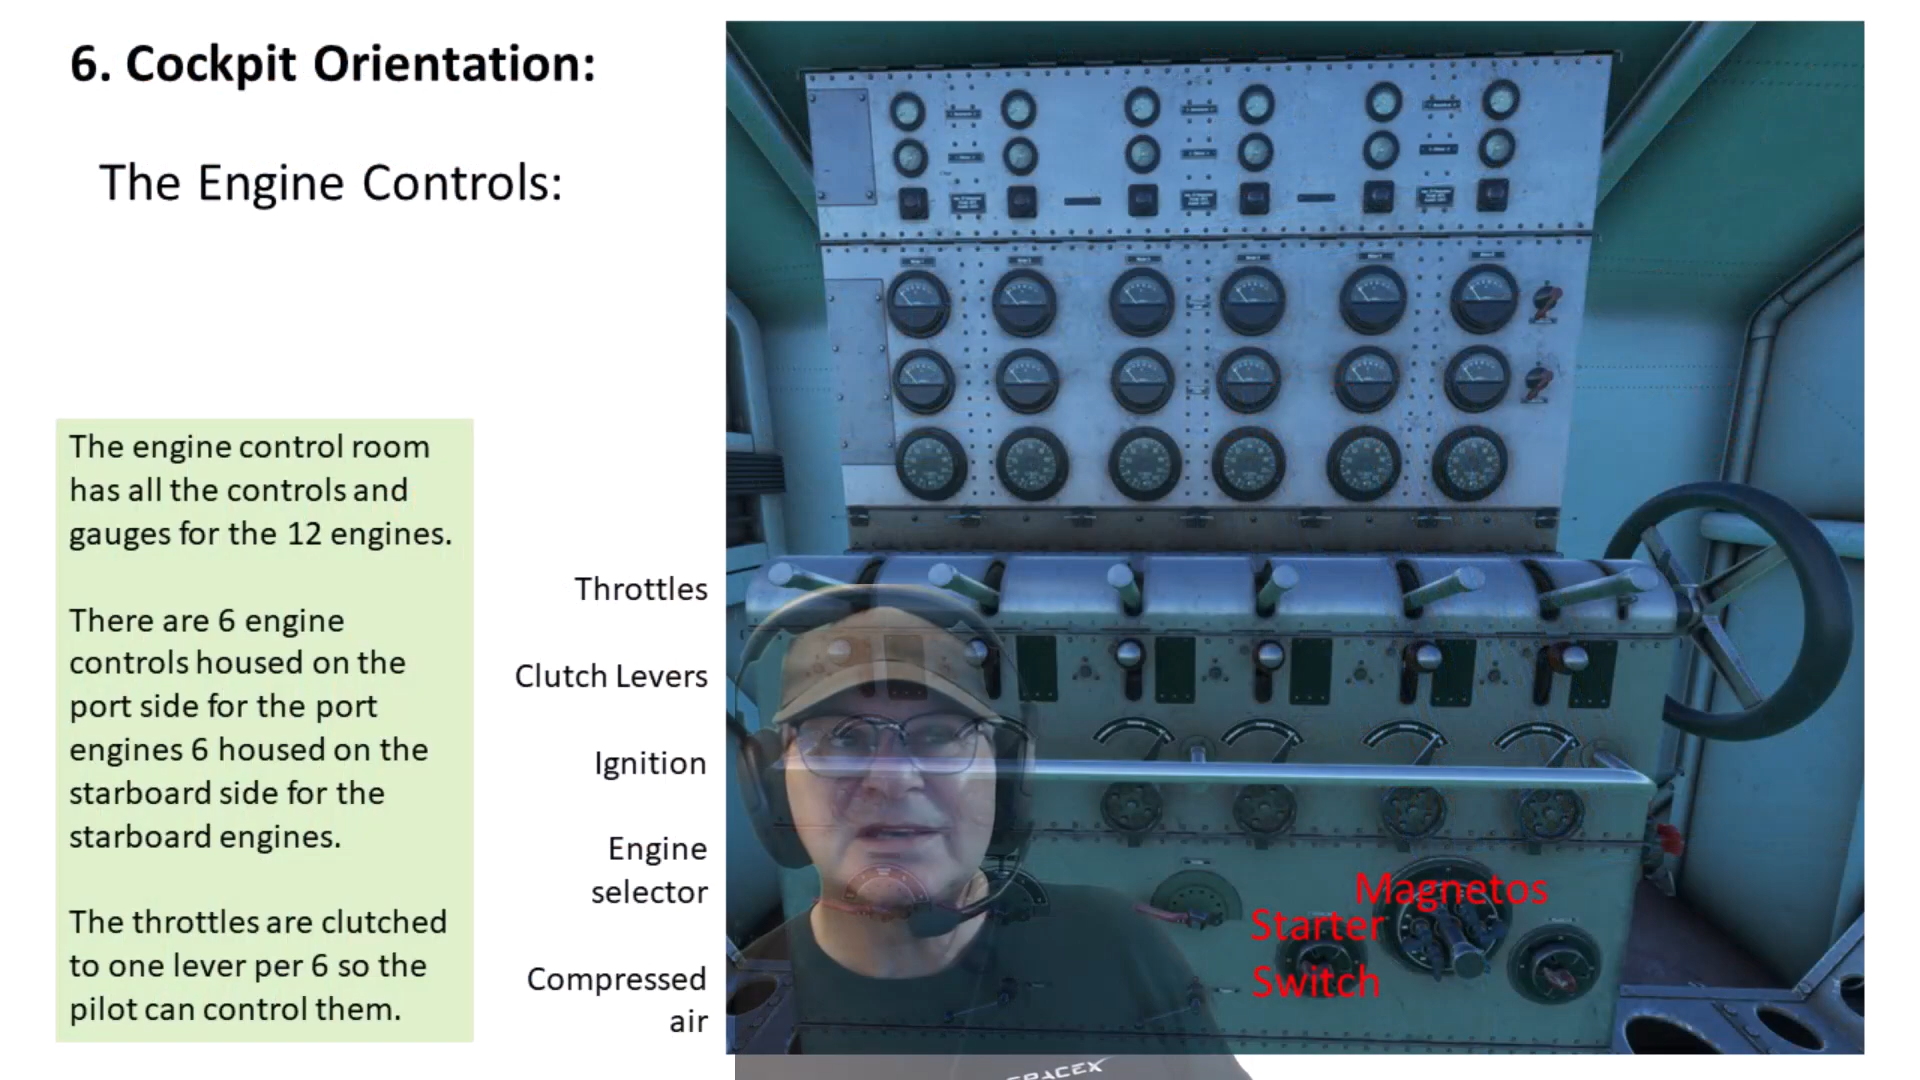 6. Cockpit Orientation:
The Engine Controls:
The engine control room
has all the controls and
gauges for the 12 engines.
There are 6 engine
controls housed on the
port side for the port
engines 6 housed on the
starboard side for the
starboard engines.
The throttles are clutched
to one lever per 6 so the
pilot can control them.
Throttles
Clutch Levers
Ignition
Engine
selector
Compressed
air
Magnetos
Starter
Switch
SPACEX